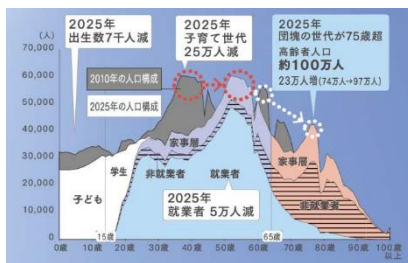 (人)
70,000
60,000
50,000
40,000
30,000
20,000
10,000
0
2025年
出生数7千人減
2025年
子育て世代
25万人減
2025年
団塊の世代が75歳超
高齢者人口
約100万人
23万人増(74万人→97万人)
2010年の人口構成
2025年の人口構成
子ども
学生
家事層
非就業者
就業者
2025年
就業者 5万人減
家事層
非就業者
15歳
65歳
0歳
10歳
20歳
30歳
40歳
50歳
60歳
70歳
80歳
90歳
100歳
以上